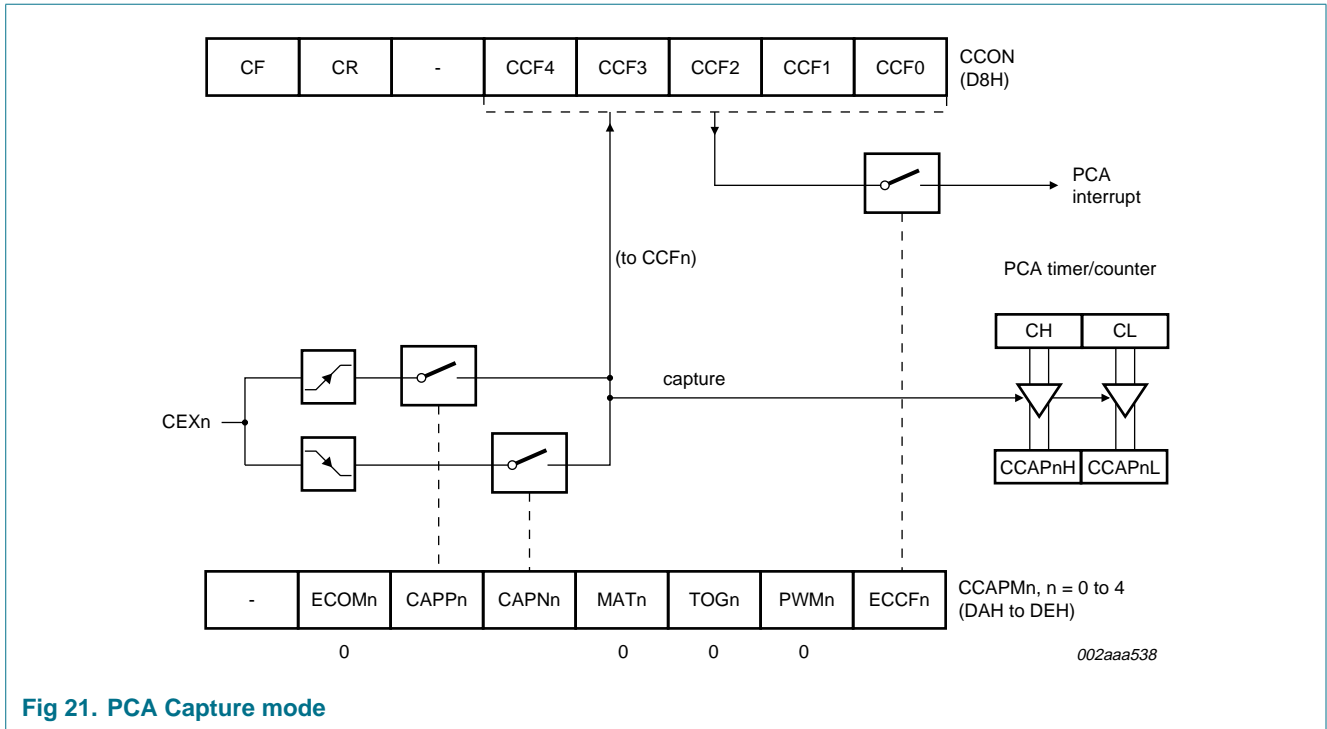 CF CR - CCF4 CCF3 CCF2 CCF1 CCF0
CCON
(D8H)
PCA
interrupt
(to CCFn)
PCA timer/counter
CH CL
capture
CEXn
CCAPnH CCAPnL
- ECOMn CAPPn CAPNn MATn TOGn PWMn ECCFn
CCAPMn, n = 0 to 4
(DAH to DEH)
0 0 0 0
002aaa538
Fig 21. PCA Capture mode